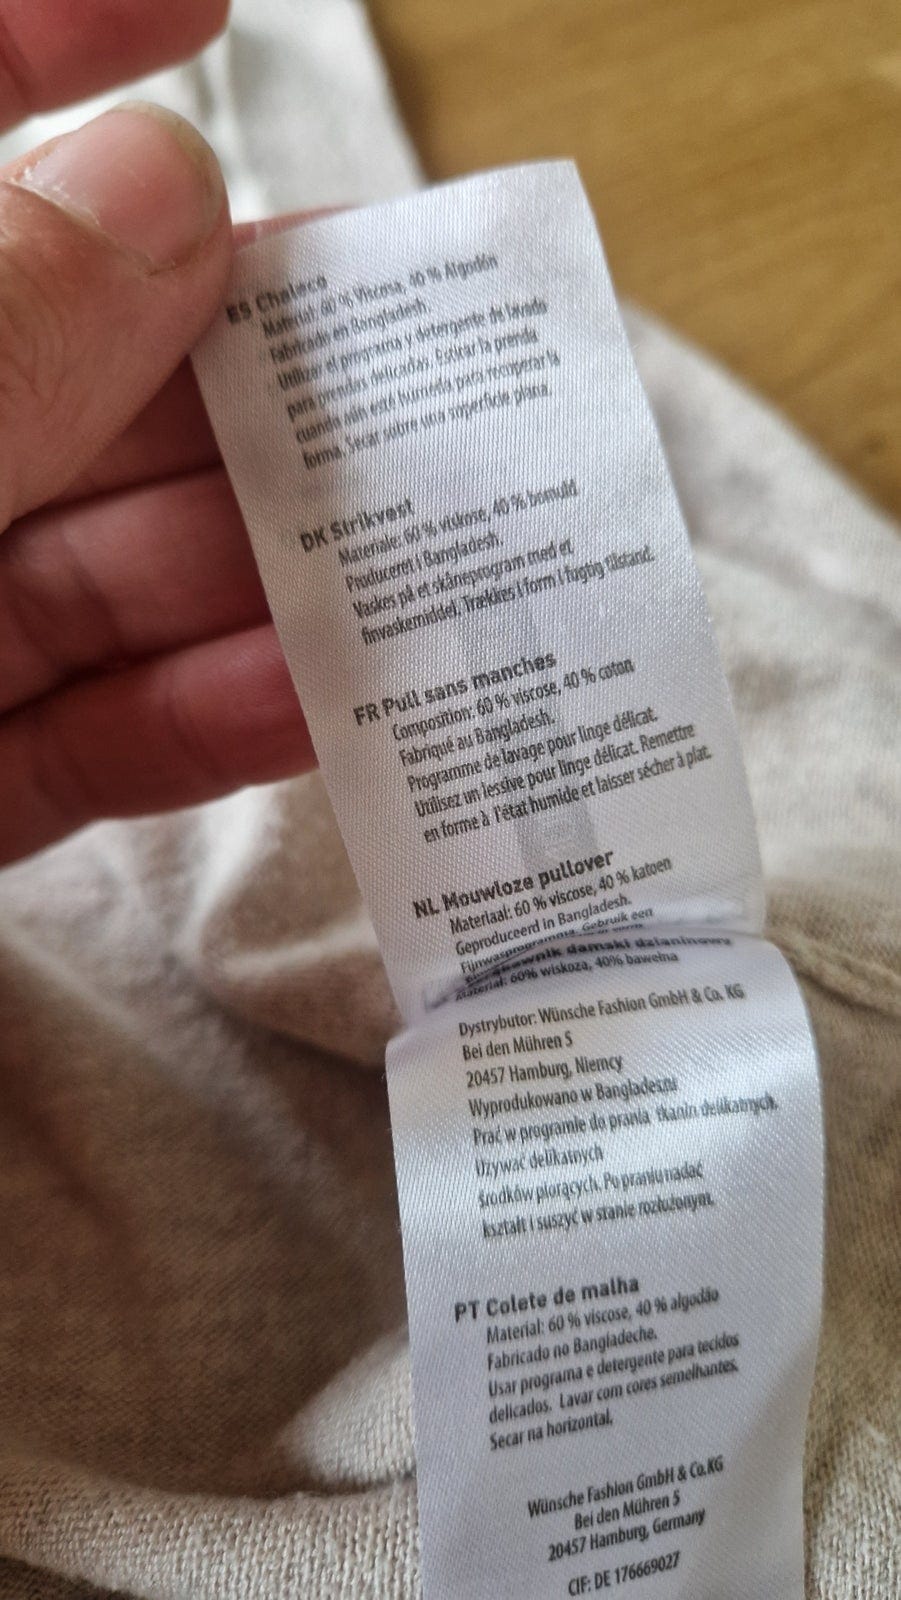 ES Chaleco
Material: 60 % Viscosa, 40 % Algodón
Fabricado en Bangladesh.
Utilizar el programa y detergente de lavado
para prendas delicadas. Estirar la prenda
cuando aún esté húmeda para recuperar la
forma. Secar sobre una superficie plana.
DK Strikvest
Materiale: 60 % viskose, 40 % bomuld
Produceret i Bangladesh.
Vaskes på et skåneprogram med et
finvaskemiddel. Trækkes i form i fugtig tilstand.
FR Pull sans manches
Composition: 60 % viscose, 40 % coton
Fabriqué au Bangladesh.
Programme de lavage pour linge délicat.
Utilisez un lessive pour linge délicat. Remettre
en forme à l'état humide et laisser sécher à plat.
NL Mouwloze pullover
Materiaal: 60 % viscose, 40 % katoen
Geproduceerd in Bangladesh.
Fijnwasprogramma. Gebruik een
damski dzianinowy
Material: 60% wiskoza, 40% bawełna
Dystrybutor: Wünsche Fashion GmbH & Co. KG
Bei den Mühren 5
20457 Hamburg, Niemcy
Wyprodukowano w Bangladeszu
Prać w programie do prania tkanin delikatnych.
Używać delikatnych
środków piorących. Po praniu nadać
kształt i suszyć w stanie rozłożonym.
PT Colete de malha
Material: 60 % viscose, 40 % algodão
Fabricado no Bangladeche.
Usar programa e detergente para tecidos
delicados. Lavar com cores semelhantes.
Secar na horizontal.
Wünsche Fashion GmbH & Co.KG
Bei den Mühren 5
20457 Hamburg, Germany
CIF: DE 176669027